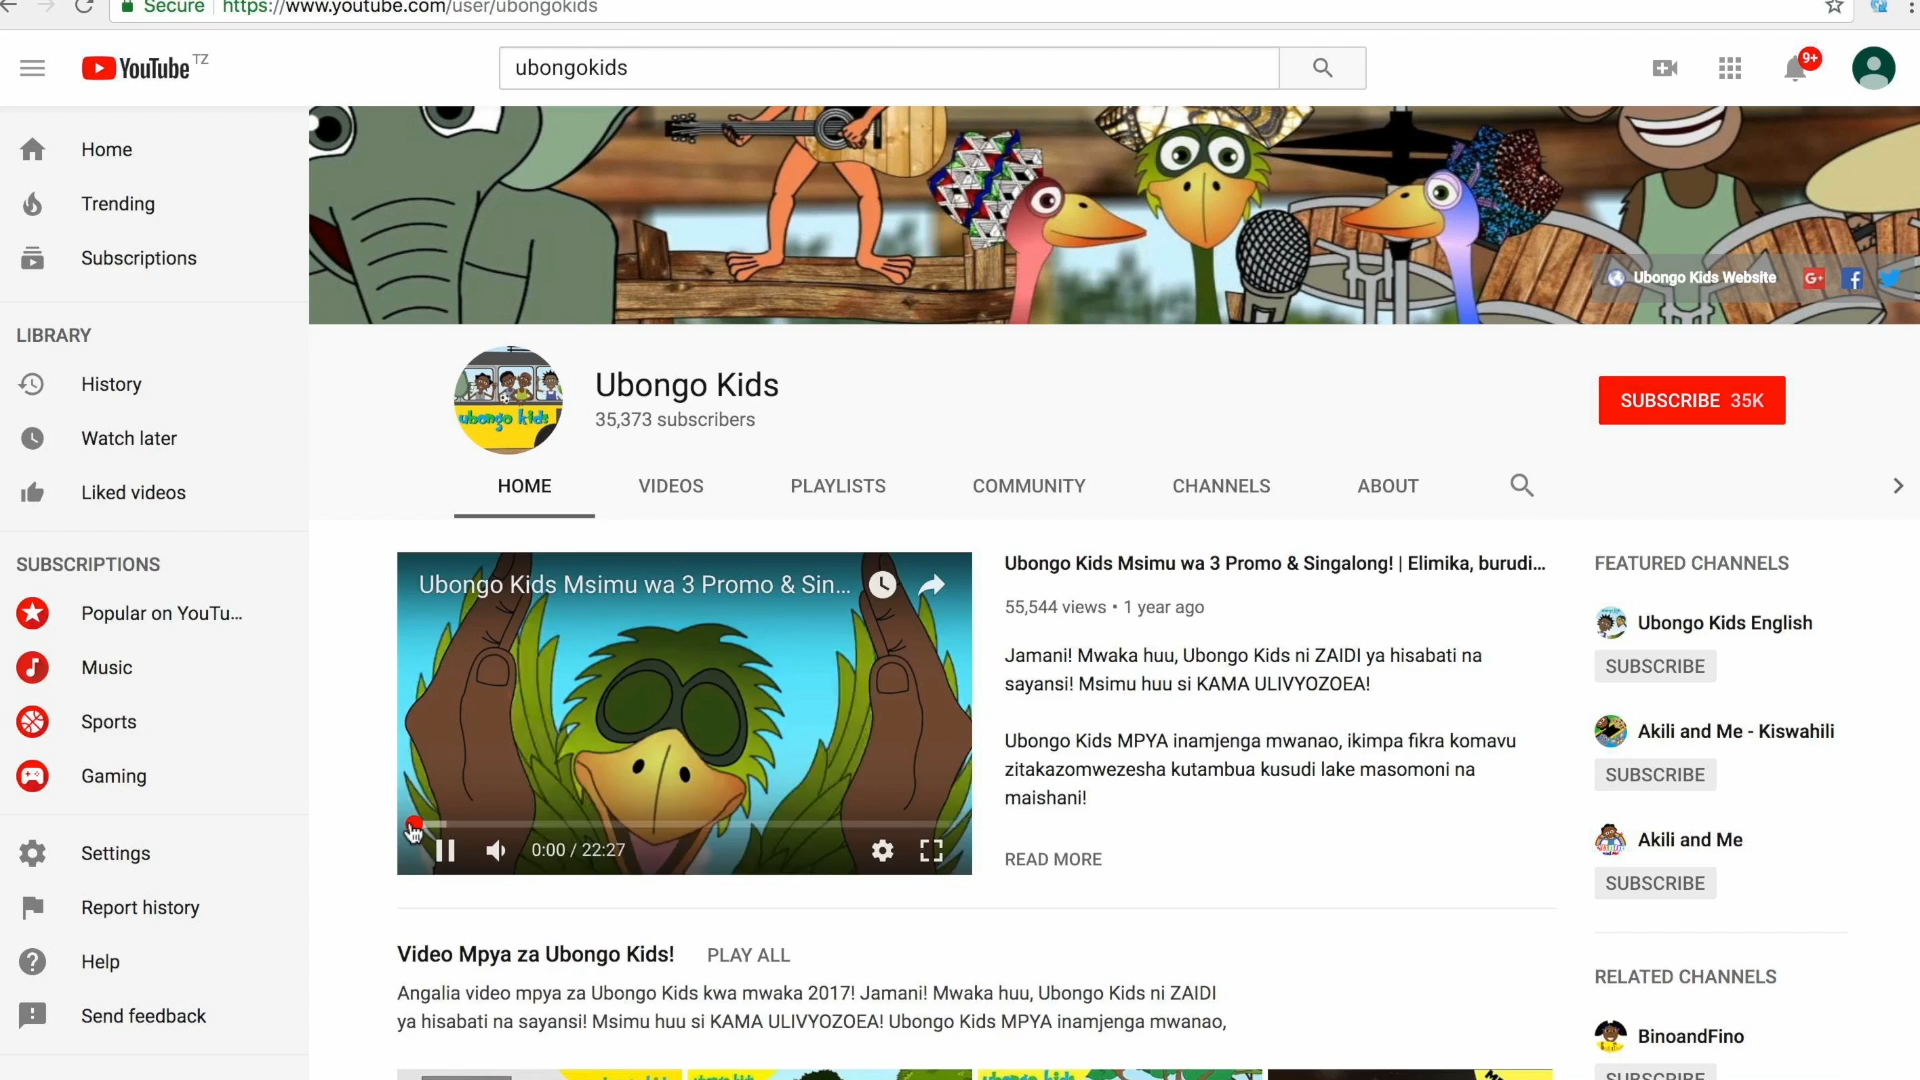 Secure https://www.youtube.com/user/ubongokids
YouTube TZ
ubongokids
9+
Home
Trending
Subscriptions
LIBRARY
History
Watch later
Liked videos
SUBSCRIPTIONS
Popular on YouTu...
Music
Sports
Gaming
Settings
Report history
Help
Send feedback
Ubongo Kids Website
G+
ubongo kids
Ubongo Kids
35,373 subscribers
SUBSCRIBE 35K
HOME VIDEOS PLAYLISTS COMMUNITY CHANNELS ABOUT
Ubongo Kids Msimu wa 3 Promo & Sin...
0:00 / 22:27
Ubongo Kids Msimu wa 3 Promo & Singalong! | Elimika, burudi...
55,544 views • 1 year ago
Jamani! Mwaka huu, Ubongo Kids ni ZAIDI ya hisabati na
sayansi! Msimu huu si KAMA ULIVYOZOEA!
Ubongo Kids MPYA inamjenga mwanao, ikimpa fikra komavu
zitakazomwezesha kutambua kusudi lake masomoni na
maishani!
READ MORE
Video Mpya za Ubongo Kids! PLAY ALL
Angalia video mpya za Ubongo Kids kwa mwaka 2017! Jamani! Mwaka huu, Ubongo Kids ni ZAIDI
ya hisabati na sayansi! Msimu huu si KAMA ULIVYOZOEA! Ubongo Kids MPYA inamjenga mwanao,
FEATURED CHANNELS
Ubongo Kids English
SUBSCRIBE
Akili and Me - Kiswahili
SUBSCRIBE
Akili and Me
SUBSCRIBE
RELATED CHANNELS
BinoandFino
SUBSCRIBE